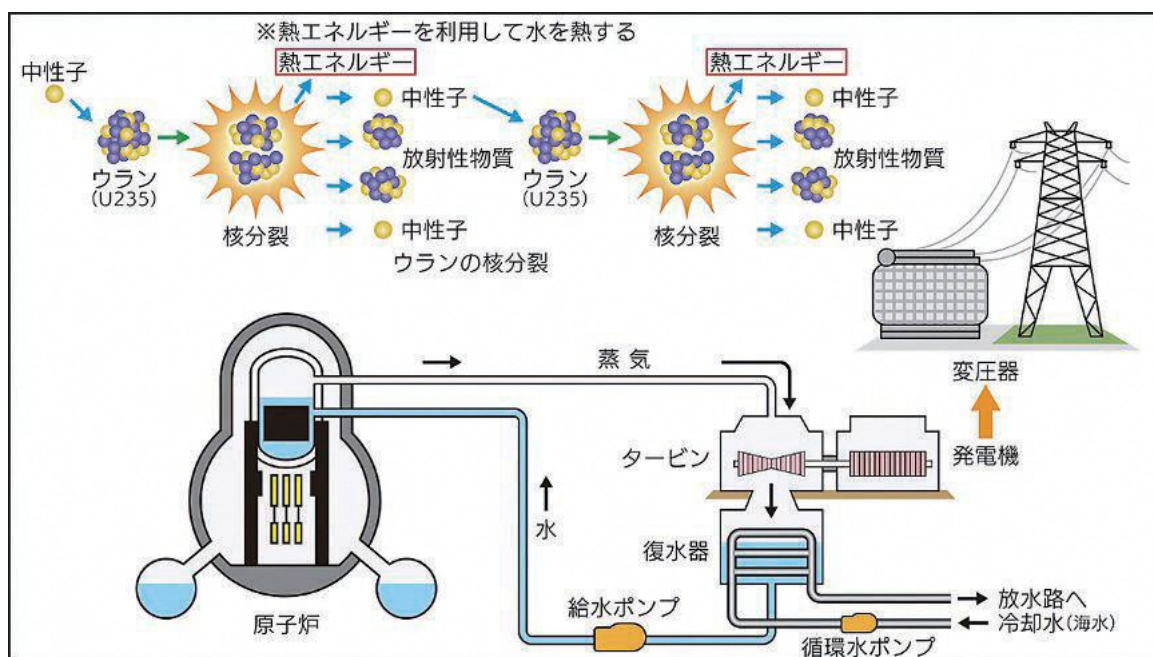 ※熱エネルギーを利用して水を熱する
熱エネルギー
熱エネルギー
中性子
中性子
中性子
放射性物質
放射性物質
ウラン
(U235)
ウラン
(U235)
核分裂
中性子
核分裂
中性子
ウランの核分裂
蒸気
変圧器
タービン
発電機
水
復水器
原子炉
給水ポンプ
放水路へ
冷却水(海水)
循環水ポンプ